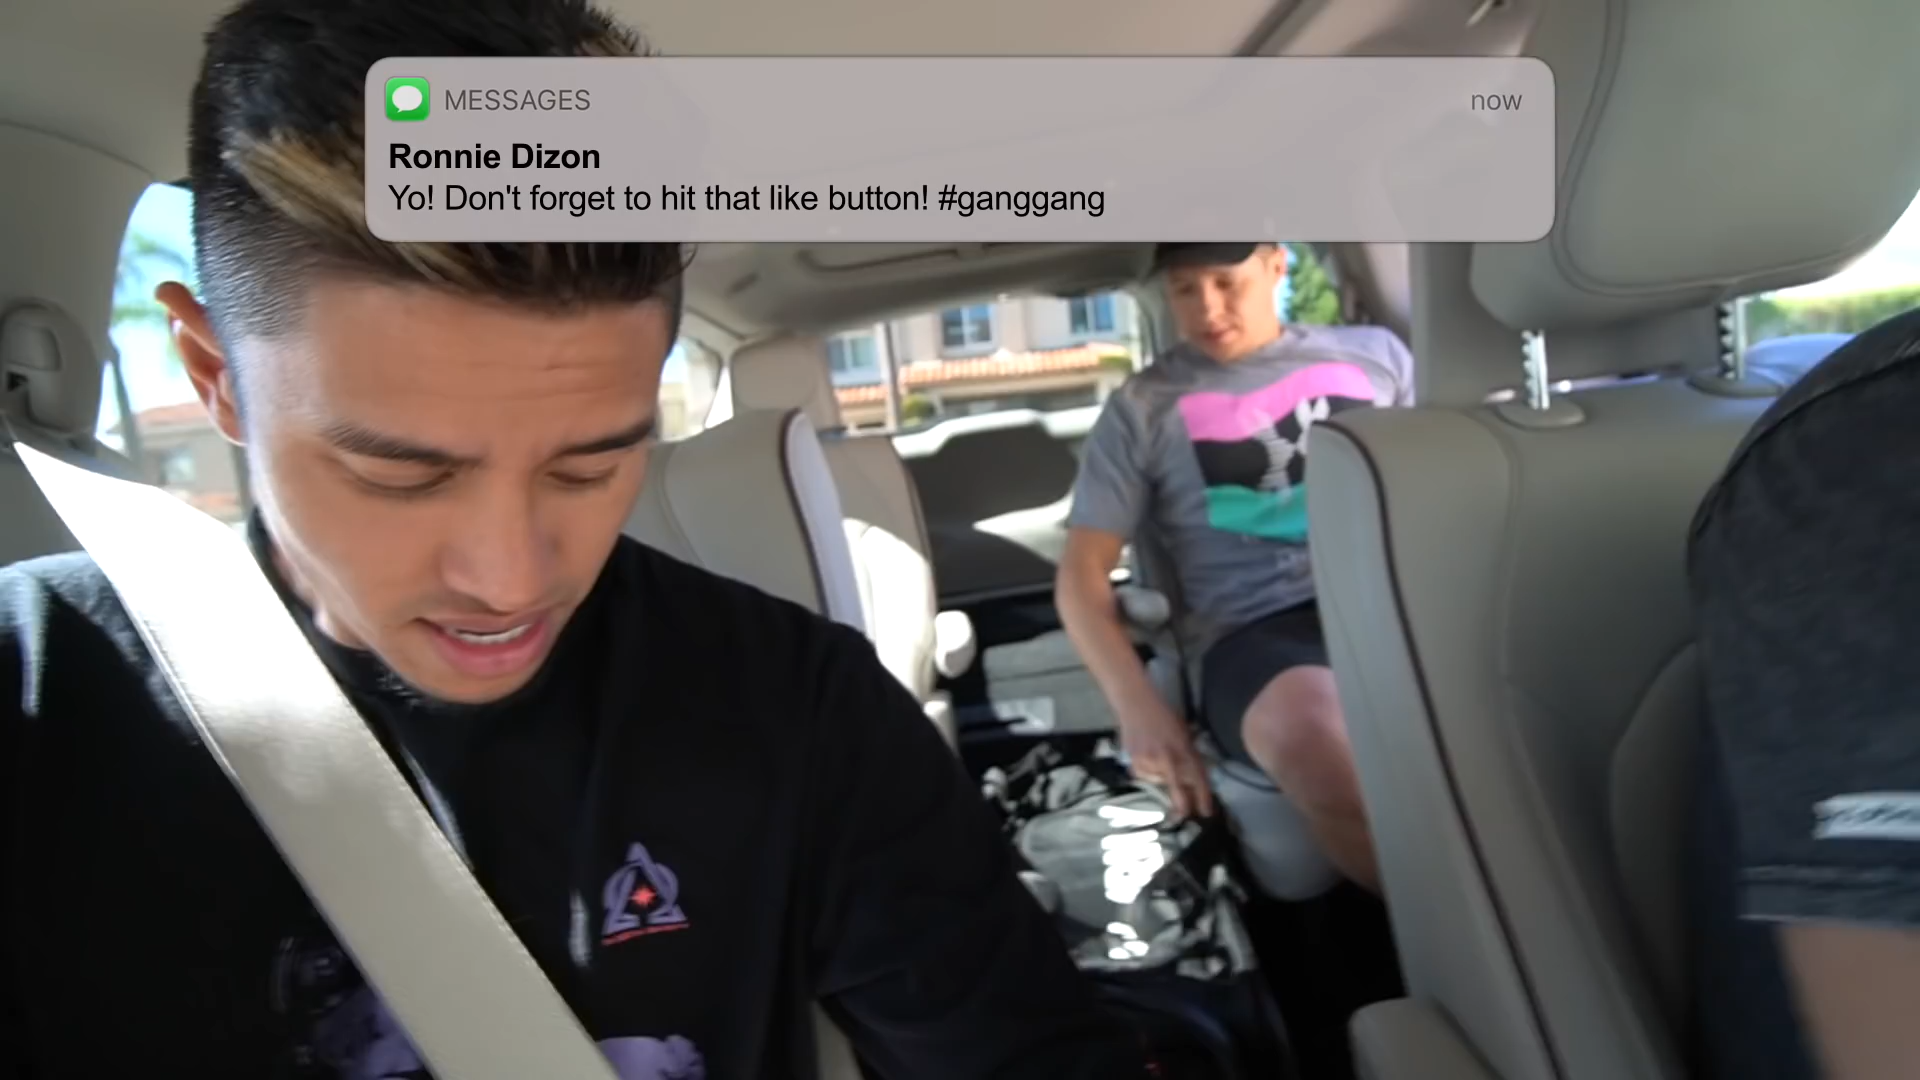 MESSAGES now
Ronnie Dizon
Yo! Don't forget to hit that like button! #ganggang